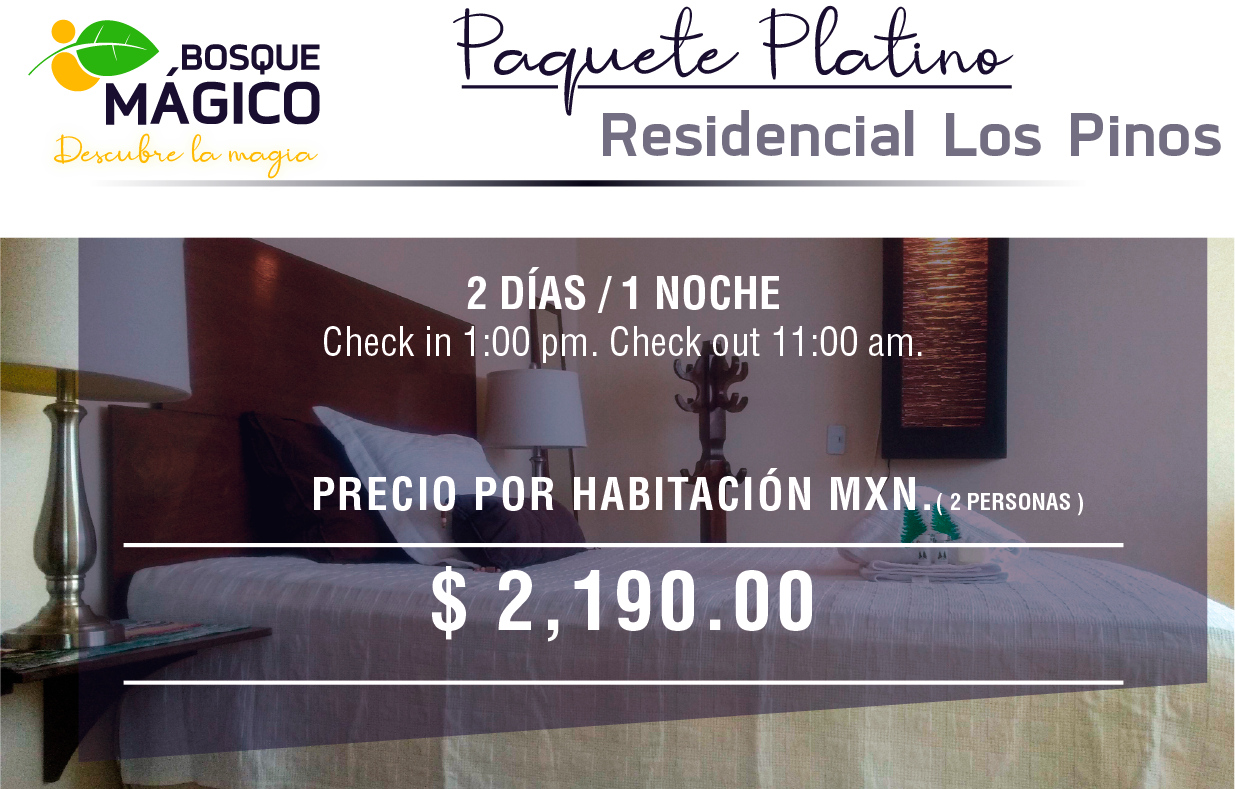 BOSQUE
MÁGICO
Descubre la magia
Paquete Platino
Residencial Los Pinos
2 DÍAS / 1 NOCHE
Check in 1:00 pm. Check out 11:00 am.
PRECIO POR HABITACIÓN MXN. ( 2 PERSONAS )
$ 2,190.00